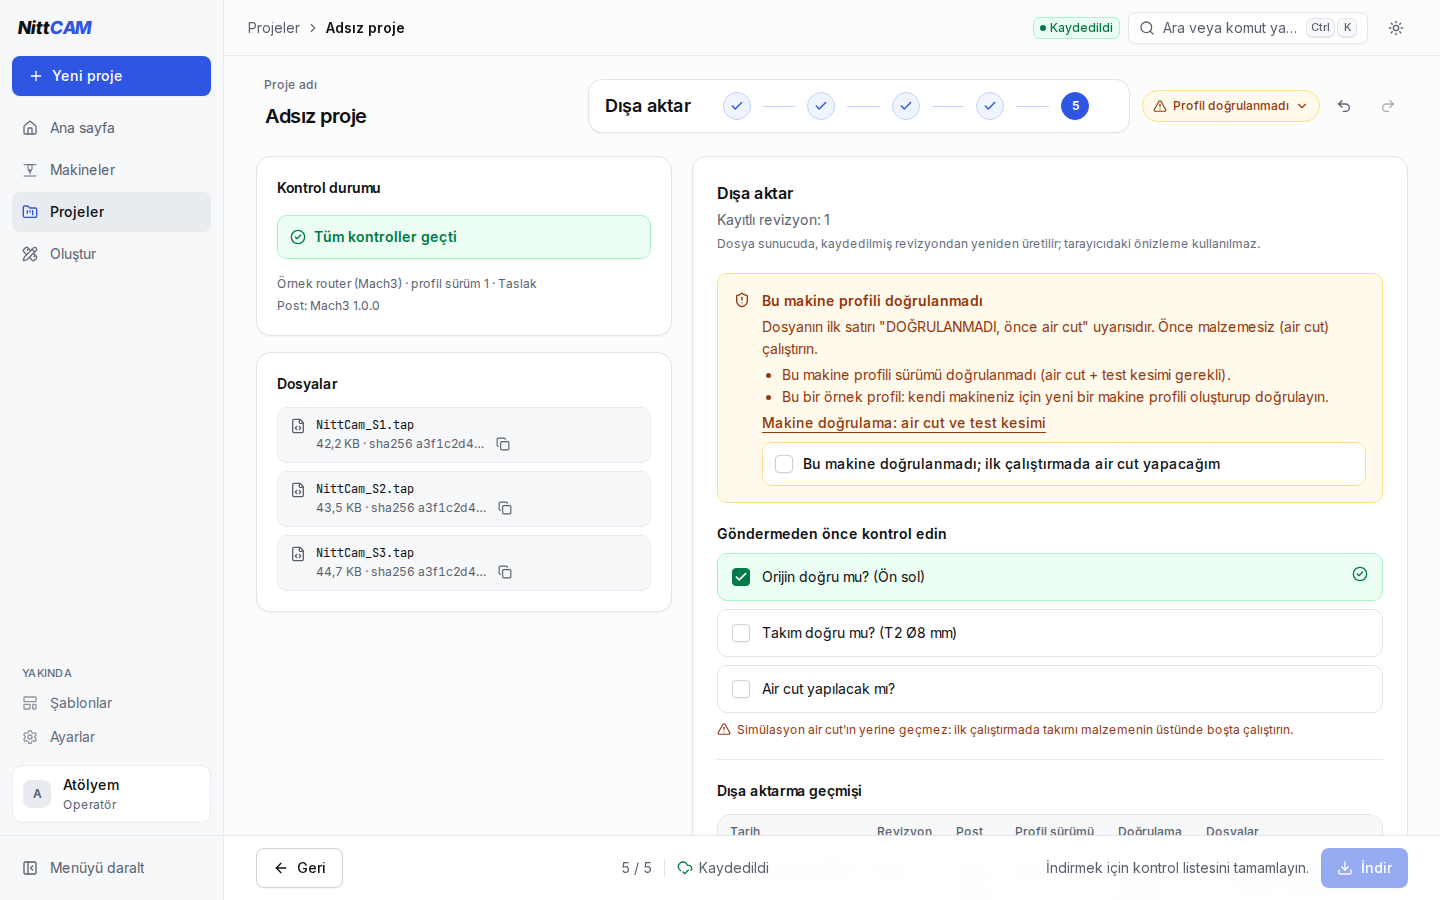 NittCAM
Yeni proje
Ana sayfa
Makineler
Projeler
Oluştur
YAKINDA
Şablonlar
Ayarlar
A
Atölyem
Operatör
Menüyü daralt
Projeler > Adsız proje
Kaydedildi
Ara veya komut ya...
Ctrl K
Proje adı
Adsız proje
Dışa aktar
5
Profil doğrulanmadı
Kontrol durumu
Tüm kontroller geçti
Örnek router (Mach3) · profil sürüm 1 · Taslak
Post: Mach3 1.0.0
Dosyalar
NittCam_S1.tap
42,2 KB · sha256 a3f1c2d4...
NittCam_S2.tap
43,5 KB · sha256 a3f1c2d4...
NittCam_S3.tap
44,7 KB · sha256 a3f1c2d4...
Dışa aktar
Kayıtlı revizyon: 1
Dosya sunucuda, kaydedilmiş revizyondan yeniden üretilir; tarayıcıdaki önizleme kullanılmaz.
Bu makine profili doğrulanmadı
Dosyanın ilk satırı "DOĞRULANMADI, önce air cut" uyarısıdır. Önce malzemesiz (air cut)
çalıştırın.
• Bu makine profili sürümü doğrulanmadı (air cut + test kesimi gerekli).
• Bu bir örnek profil: kendi makineniz için yeni bir makine profili oluşturup doğrulayın.
Makine doğrulama: air cut ve test kesimi
Bu makine doğrulanmadı; ilk çalıştırmada air cut yapacağım
Göndermeden önce kontrol edin
Orijin doğru mu? (Ön sol)
Takım doğru mu? (T2 Ø8 mm)
Air cut yapılacak mı?
Simülasyon air cut'ın yerine geçmez: ilk çalıştırmada takımı malzemenin üstünde boşta çalıştırın.
Dışa aktarma geçmişi
Tarih Revizyon Post Profil sürümü Doğrulama Dosyalar
Geri
5 / 5
Kaydedildi
İndirmek için kontrol listesini tamamlayın.
İndir